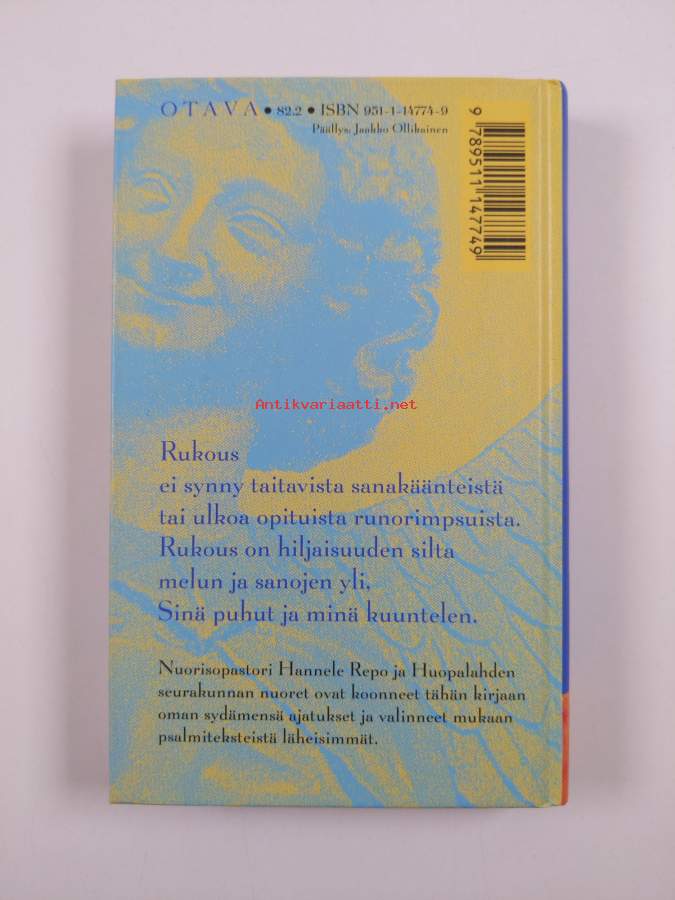 OTAVA • 82.2 • ISBN 951-1-14774-9
Päällys: Jaakko Ollikainen
9 789511 147749
Antikvariaatti.net
Rukous
ei synny taitavista sanakäänteistä
tai ulkoa opituista runorimpsuista.
Rukous on hiljaisuuden silta
melun ja sanojen yli,
Sinä puhut ja minä kuuntelen.
Nuorisopastori Hannele Repo ja Huopalahden
seurakunnan nuoret ovat koonneet tähän kirjaan
oman sydämensä ajatukset ja valinneet mukaan
psalmiteksteistä läheisimmät.